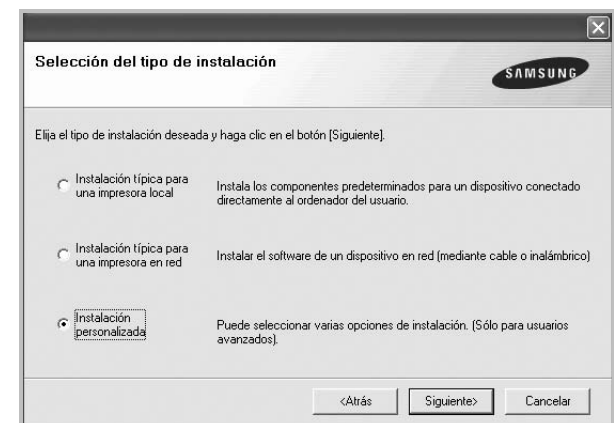 Selección del tipo de instalación
SAMSUNG
Elija el tipo de instalación deseada y haga clic en el botón [Siguiente].
Instalación típica para
una impresora local
Instala los componentes predeterminados para un dispositivo conectado
directamente al ordenador del usuario.
Instalación típica para
una impresora en red
Instalar el software de un dispositivo en red (mediante cable o inalámbrico)
Instalación
personalizada
Puede seleccionar varias opciones de instalación. (Sólo para usuarios
avanzados).
<Atrás
Siguiente>
Cancelar